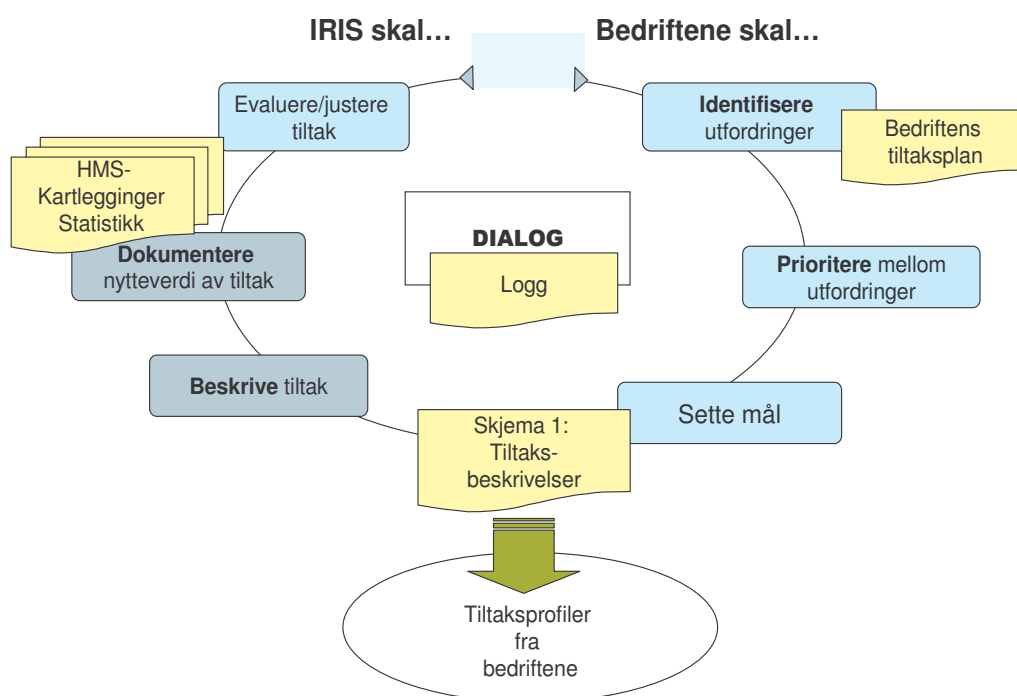 IRIS skal…
Bedriftene skal…
Evaluere/justere
tiltak
Identifisere
utfordringer
Bedriftens
tiltaksplan
HMS-
Kartlegginger
Statistikk
DIALOG
Logg
Dokumentere
nytteverdi av tiltak
Prioritere mellom
utfordringer
Beskrive tiltak
Sette mål
Skjema 1:
Tiltaks-
beskrivelser
Tiltaksprofiler
fra
bedriftene